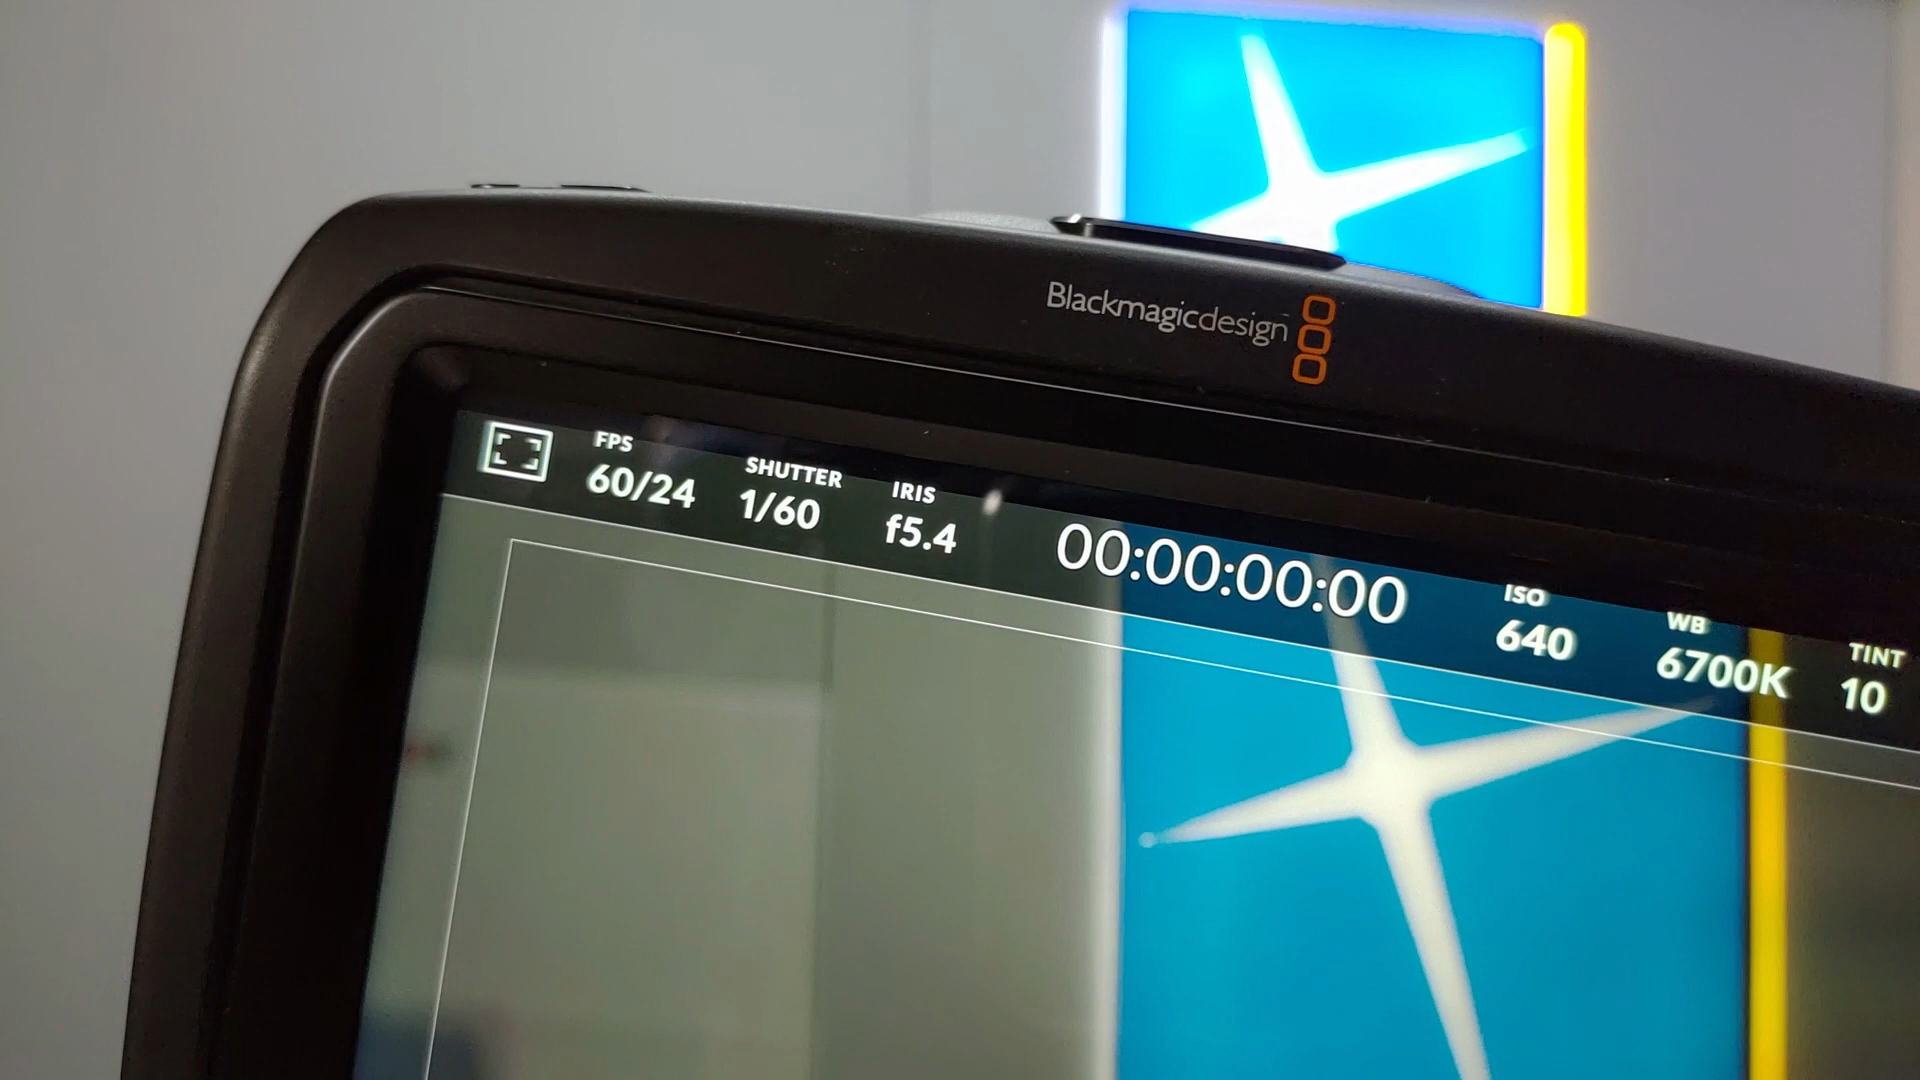 Blackmagicdesign
FPS
60/24
SHUTTER
1/60
IRIS
f5.4
00:00:00:00
ISO
640
WB
6700K
TINT
10